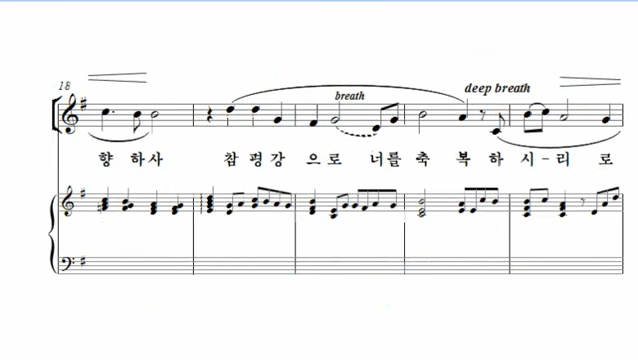 18
breath
deep breath
향 하사 참 평 강 으 로 너를 축 복 하 시 - 리 로